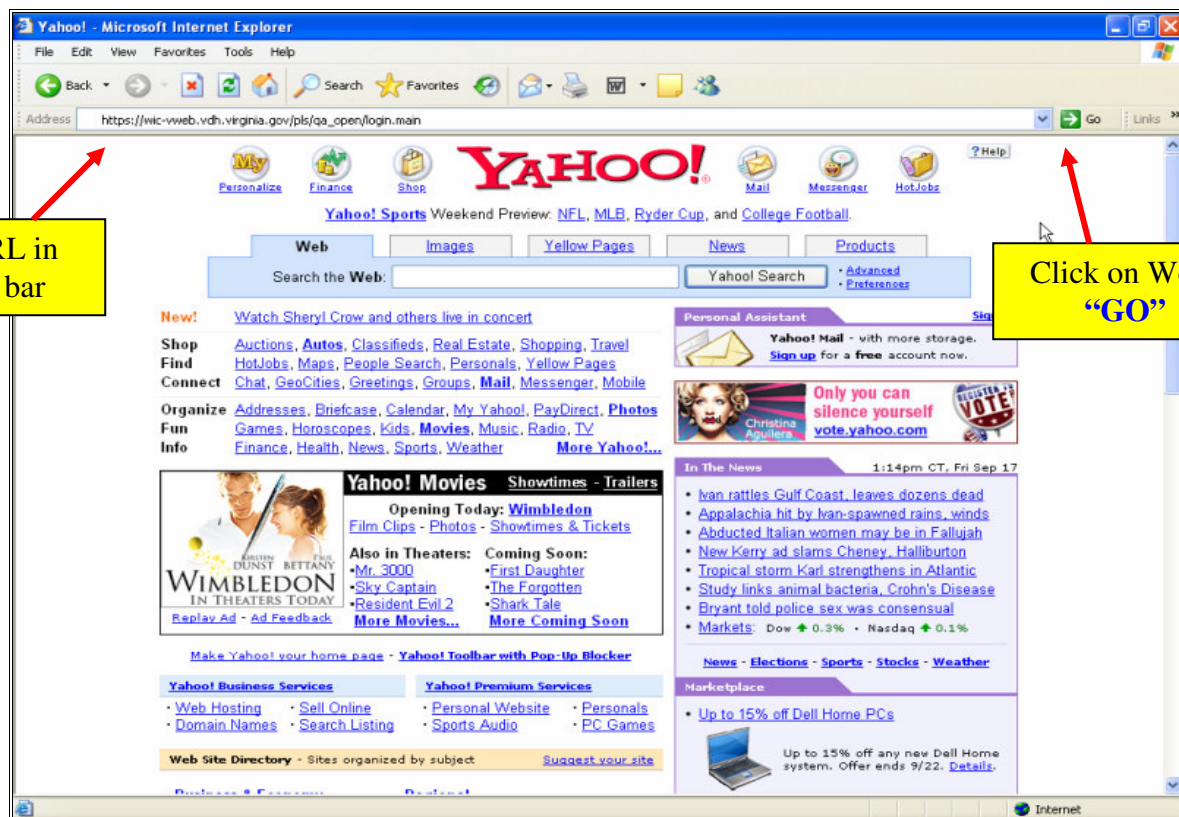 Yahoo! - Microsoft Internet Explorer
File Edit View Favorites Tools Help
Back Search Favorites
Address https://wic-vweb.vdh.virginia.gov/pls/qa_open/login.main Go Links »
My YAHOO! ® ?Help
Personalize Finance Shop Mail Messenger HotJobs
Yahoo! Sports Weekend Preview: NFL, MLB, Ryder Cup, and College Football.
RL in
bar
Click on W
“GO”
Web Images Yellow Pages News Products
Search the Web: Yahoo! Search • Advanced
• Preferences
New! Watch Sheryl Crow and others live in concert
Shop Auctions, Autos, Classifieds, Real Estate, Shopping, Travel
Find HotJobs, Maps, People Search, Personals, Yellow Pages
Connect Chat, GeoCities, Greetings, Groups, Mail, Messenger, Mobile
Organize Addresses, Briefcase, Calendar, My Yahoo!, PayDirect, Photos
Fun Games, Horoscopes, Kids, Movies, Music, Radio, TV
Info Finance, Health, News, Sports, Weather More Yahoo!...
Yahoo! Movies Showtimes - Trailers
Opening Today: Wimbledon
Film Clips - Photos - Showtimes & Tickets
Also in Theaters: Coming Soon:
•Mr. 3000 •First Daughter
•Sky Captain •The Forgotten
•Resident Evil 2 •Shark Tale
More Movies... More Coming Soon
KIRSTEN PAUL
DUNST BETTANY
WIMBLEDON
IN THEATERS TODAY
Replay Ad - Ad Feedback
Make Yahoo! your home page - Yahoo! Toolbar with Pop-Up Blocker
Yahoo! Business Services Yahoo! Premium Services
• Web Hosting • Sell Online • Personal Website • Personals
• Domain Names • Search Listing • Sports Audio • PC Games
Web Site Directory - Sites organized by subject Suggest your site
Personal Assistant
Yahoo! Mail - with more storage.
Sign up for a free account now.
Only you can
silence yourself
vote.yahoo.com
Christina
Aguilera
REGISTER TO
VOTE
In The News 1:14pm CT, Fri Sep 17
• Ivan rattles Gulf Coast, leaves dozens dead
• Appalachia hit by Ivan-spawned rains, winds
• Abducted Italian women may be in Fallujah
• New Kerry ad slams Cheney, Halliburton
• Tropical storm Karl strengthens in Atlantic
• Study links animal bacteria, Crohn's Disease
• Bryant told police sex was consensual
• Markets: Dow 0.3% • Nasdaq 0.1%
News - Elections - Sports - Stocks - Weather
Marketplace
• Up to 15% off Dell Home PCs
Up to 15% off any new Dell Home
system. Offer ends 9/22. Details.
Internet